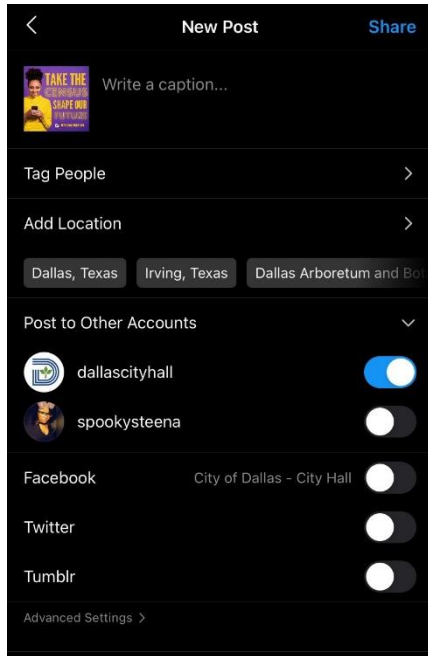 New Post
Share
TAKE THE
CENSUS
SHAPE OUR
FUTURE
Write a caption...
Tag People
Add Location
Dallas, Texas
Irving, Texas
Dallas Arboretum and Bot
Post to Other Accounts
dallascityhall
spookysteena
Facebook
City of Dallas - City Hall
Twitter
Tumblr
Advanced Settings